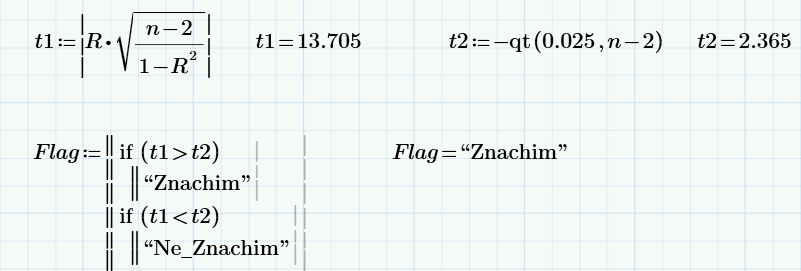 t1:=|R·√((n−2)/(1−R²))| t1=13.705 t2:=−qt(0.025,n−2) t2=2.365
Flag:=‖if (t1>t2) Flag=“Znachim”
‖“Znachim”
‖if (t1<t2)
‖“Ne_Znachim”